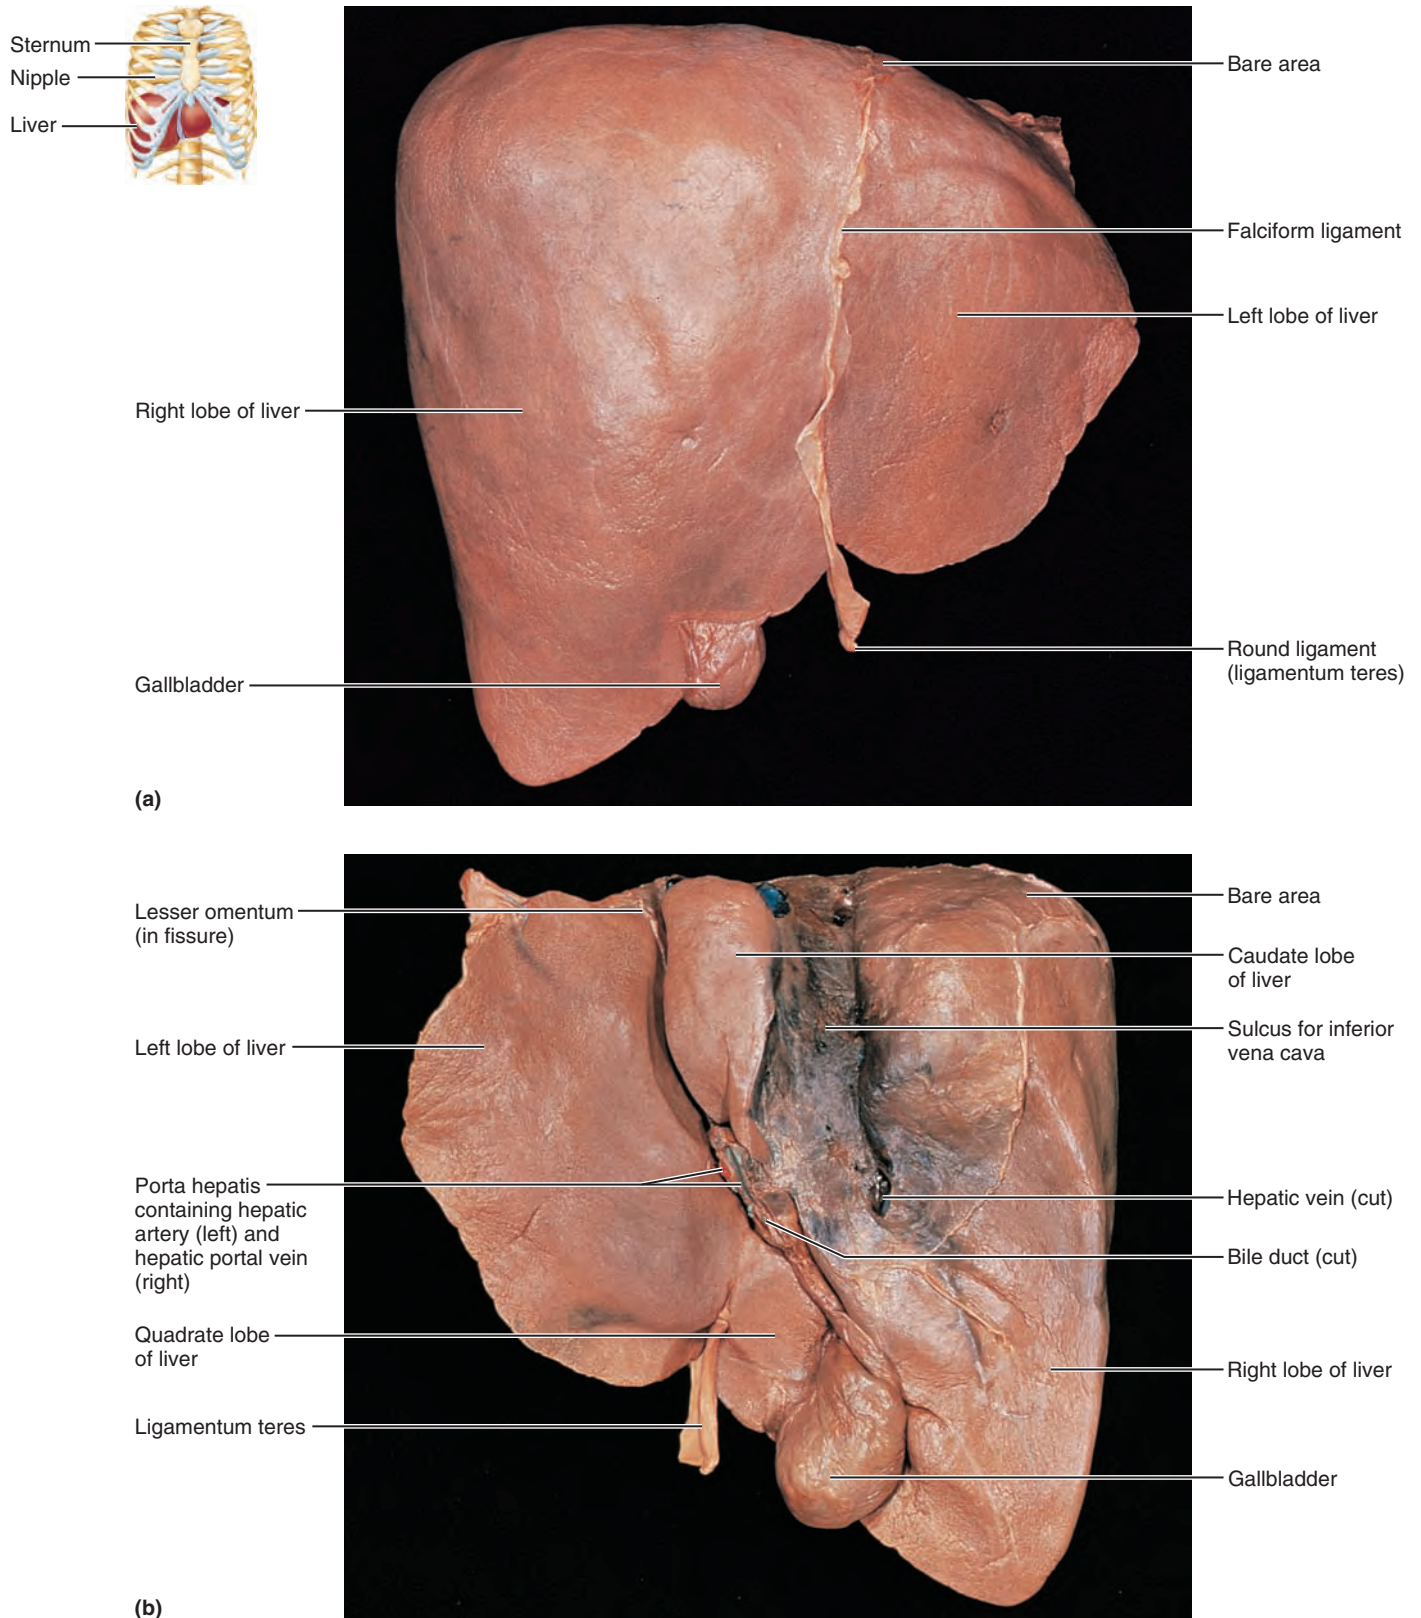 Sternum
Nipple
Liver
Bare area
Falciform ligament
Left lobe of liver
Right lobe of liver
Round ligament
(ligamentum teres)
Gallbladder
(a)
Lesser omentum
(in fissure)
Left lobe of liver
Porta hepatis
containing hepatic
artery (left) and
hepatic portal vein
(right)
Quadrate lobe
of liver
Ligamentum teres
Bare area
Caudate lobe
of liver
Sulcus for inferior
vena cava
Hepatic vein (cut)
Bile duct (cut)
Right lobe of liver
Gallbladder
(b)